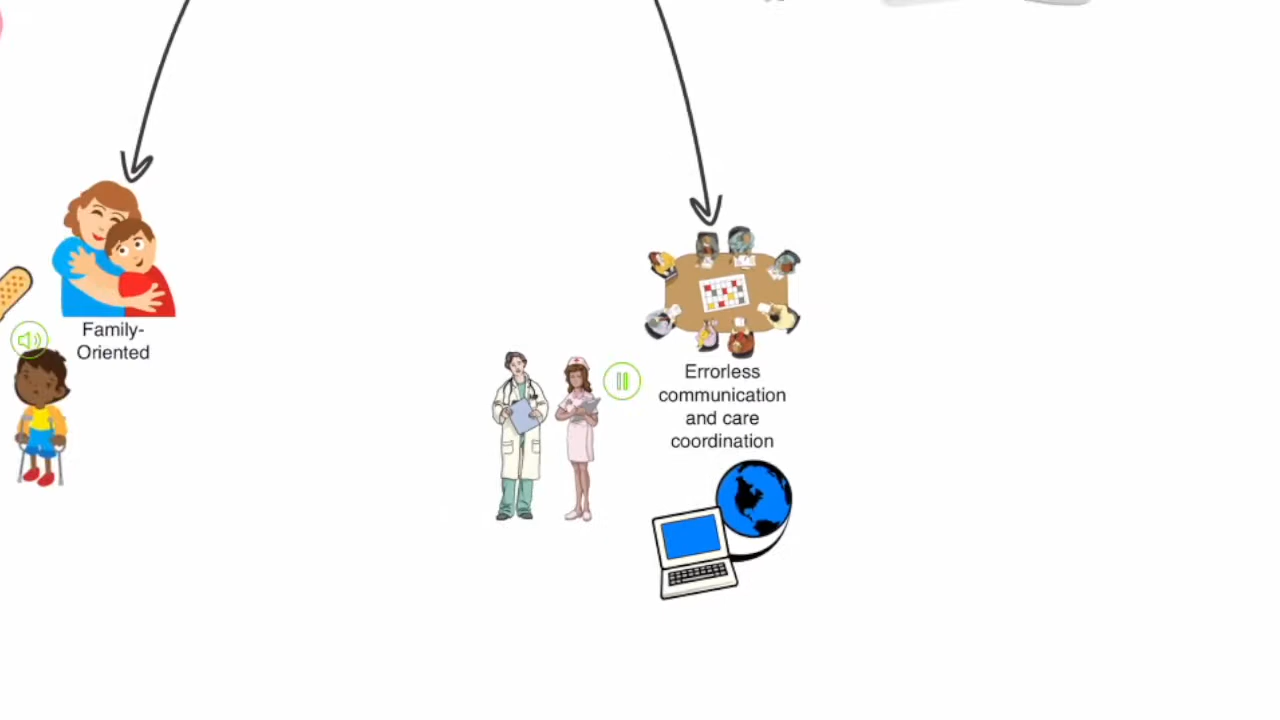 Family-
Oriented
Errorless
communication
and care
coordination